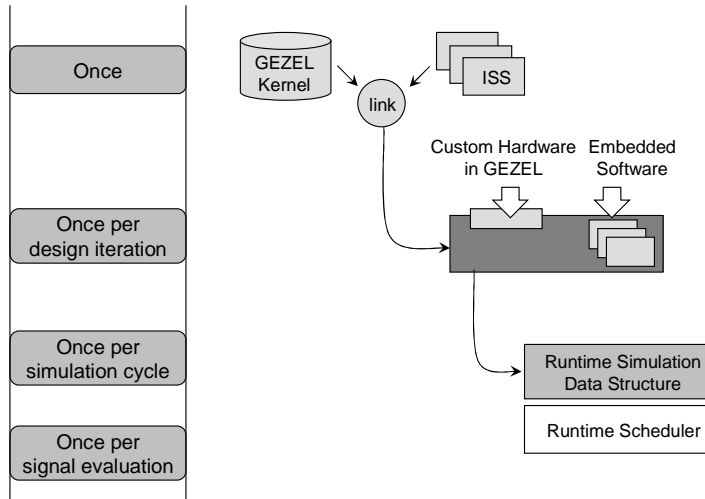 Once
GEZEL
Kernel
ISS
link
Custom Hardware
in GEZEL
Embedded
Software
Once per
design iteration
Once per
simulation cycle
Runtime Simulation
Data Structure
Runtime Scheduler
Once per
signal evaluation